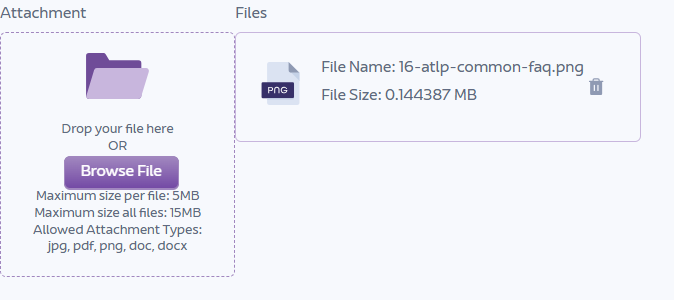 Attachment
Files
Drop your file here
OR
Browse File
Maximum size per file: 5MB
Maximum size all files: 15MB
Allowed Attachment Types:
jpg, pdf, png, doc, docx
PNG
File Name: 16-atlp-common-faq.png
File Size: 0.144387 MB